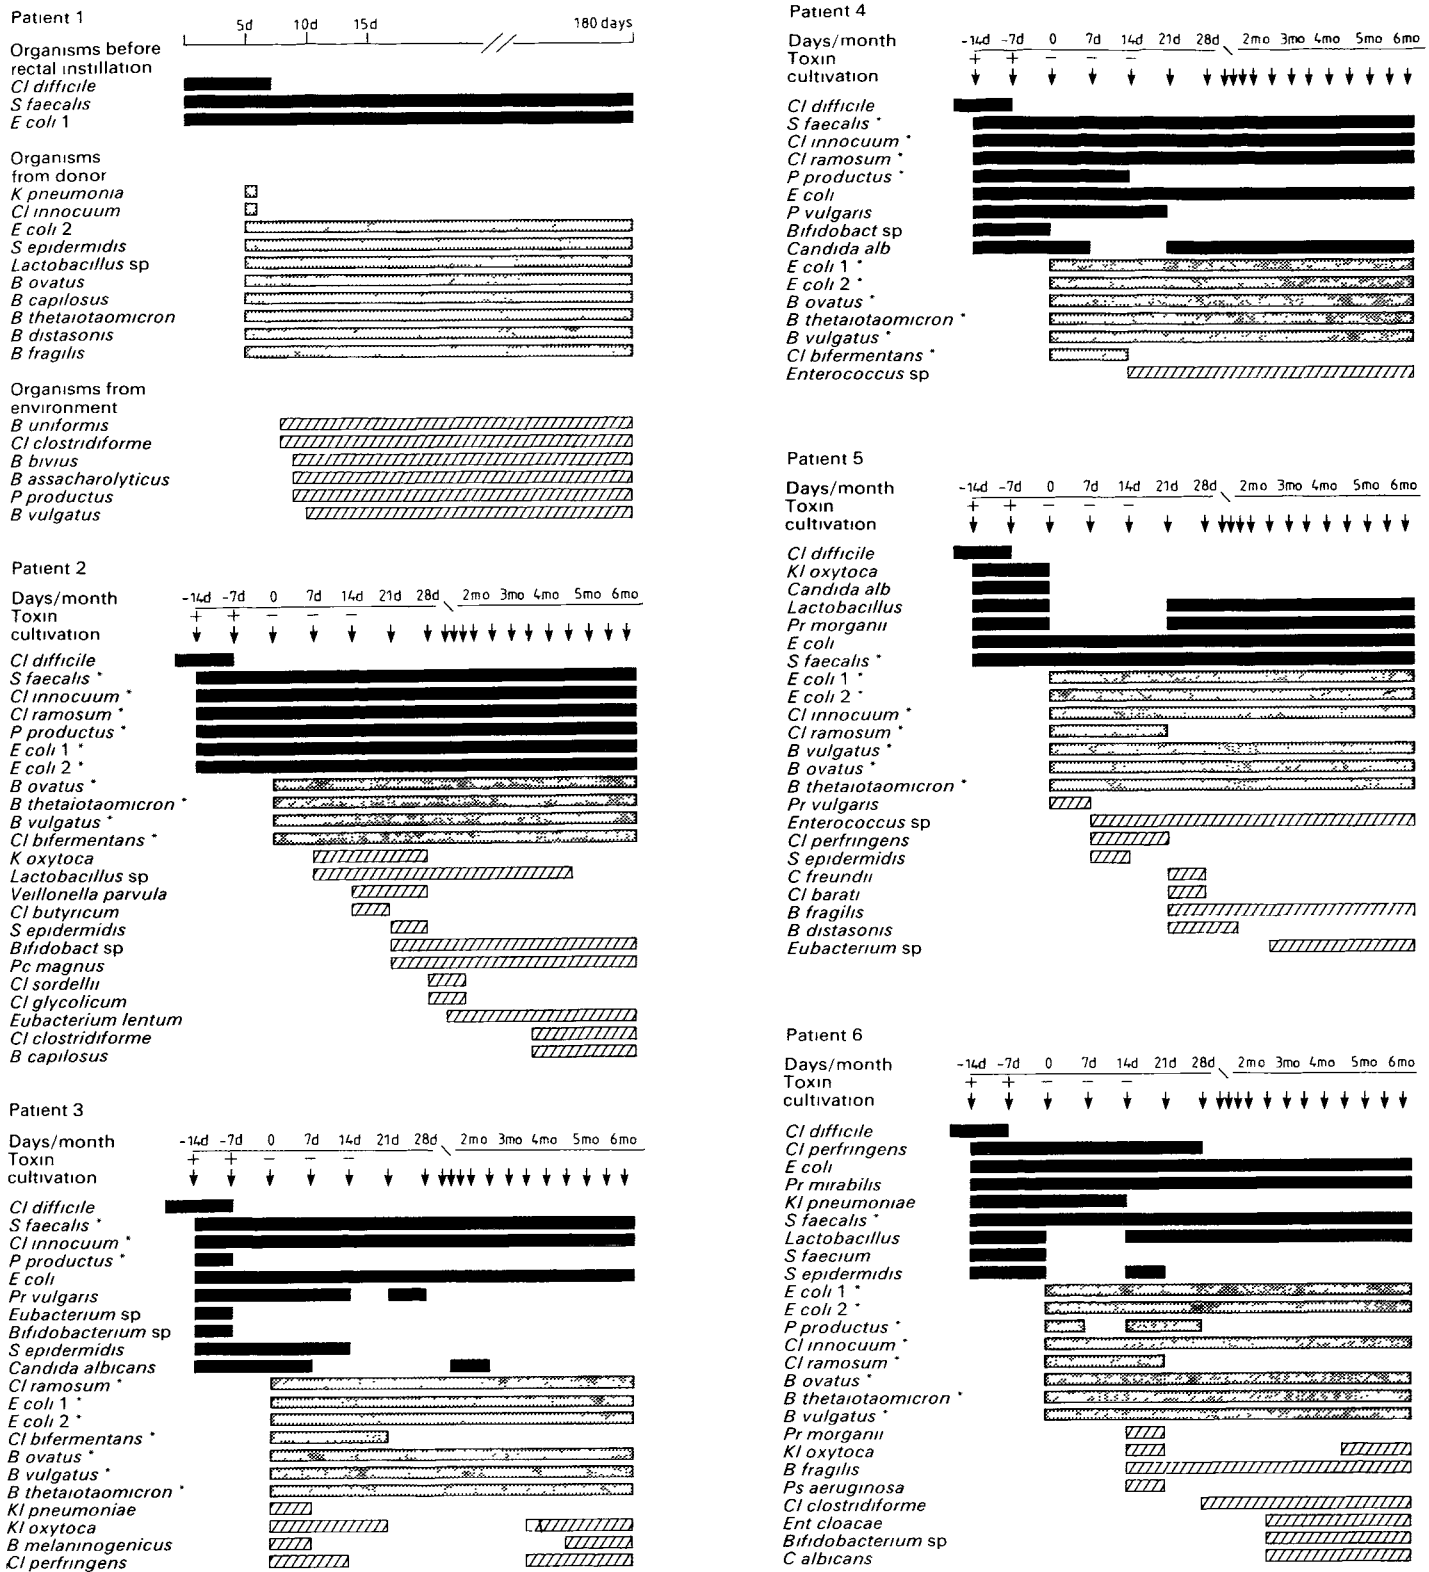 Patient 1
5d 10d 15d 180 days
Organisms before
rectal instillation
Cl difficile
S faecalis
E coli 1
Organisms
from donor
K pneumonia
Cl innocuum
E coli 2
S epidermidis
Lactobacillus sp
B ovatus
B capilosus
B thetaiotaomicron
B distasonis
B fragilis
Organisms from
environment
B uniformis
Cl clostridiforme
B bivius
B assacharolyticus
P productus
B vulgatus
Patient 2
Days/month -14d -7d 0 7d 14d 21d 28d 2mo 3mo 4mo 5mo 6mo
Toxin + + − − −
cultivation
Cl difficile
S faecalis *
Cl innocuum *
Cl ramosum *
P productus *
E coli 1 *
E coli 2 *
B ovatus *
B thetaiotaomicron *
B vulgatus *
Cl bifermentans *
K oxytoca
Lactobacillus sp
Veillonella parvula
Cl butyricum
S epidermidis
Bifidobact sp
Pc magnus
Cl sordellii
Cl glycolicum
Eubacterium lentum
Cl clostridiforme
B capilosus
Patient 3
Days/month -14d -7d 0 7d 14d 21d 28d 2mo 3mo 4mo 5mo 6mo
Toxin + + − − −
cultivation
Cl difficile
S faecalis *
Cl innocuum *
P productus *
E coli
Pr vulgaris
Eubacterium sp
Bifidobacterium sp
S epidermidis
Candida albicans
Cl ramosum *
E coli 1 *
E coli 2 *
Cl bifermentans *
B ovatus *
B vulgatus *
B thetaiotaomicron *
Kl pneumoniae
Kl oxytoca
B melaninogenicus
Cl perfringens
Patient 4
Days/month -14d -7d 0 7d 14d 21d 28d 2mo 3mo 4mo 5mo 6mo
Toxin + + − − −
cultivation
Cl difficile
S faecalis *
Cl innocuum *
Cl ramosum *
P productus *
E coli
P vulgaris
Bifidobact sp
Candida alb
E coli 1 *
E coli 2 *
B ovatus *
B thetaiotaomicron *
B vulgatus *
Cl bifermentans *
Enterococcus sp
Patient 5
Days/month -14d -7d 0 7d 14d 21d 28d 2mo 3mo 4mo 5mo 6mo
Toxin + + − − −
cultivation
Cl difficile
Kl oxytoca
Candida alb
Lactobacillus
Pr morganii
E coli
S faecalis *
E coli 1 *
E coli 2 *
Cl innocuum *
Cl ramosum *
B vulgatus *
B ovatus *
B thetaiotaomicron *
Pr vulgaris
Enterococcus sp
Cl perfringens
S epidermidis
C freundii
Cl barati
B fragilis
B distasonis
Eubacterium sp
Patient 6
Days/month -14d -7d 0 7d 14d 21d 28d 2mo 3mo 4mo 5mo 6mo
Toxin + + − − −
cultivation
Cl difficile
Cl perfringens
E coli
Pr mirabilis
Kl pneumoniae
S faecalis *
Lactobacillus
S faecium
S epidermidis
E coli 1 *
E coli 2 *
P productus *
Cl innocuum *
Cl ramosum *
B ovatus *
B thetaiotaomicron *
B vulgatus *
Pr morganii
Kl oxytoca
B fragilis
Ps aeruginosa
Cl clostridiforme
Ent cloacae
Bifidobacterium sp
C albicans